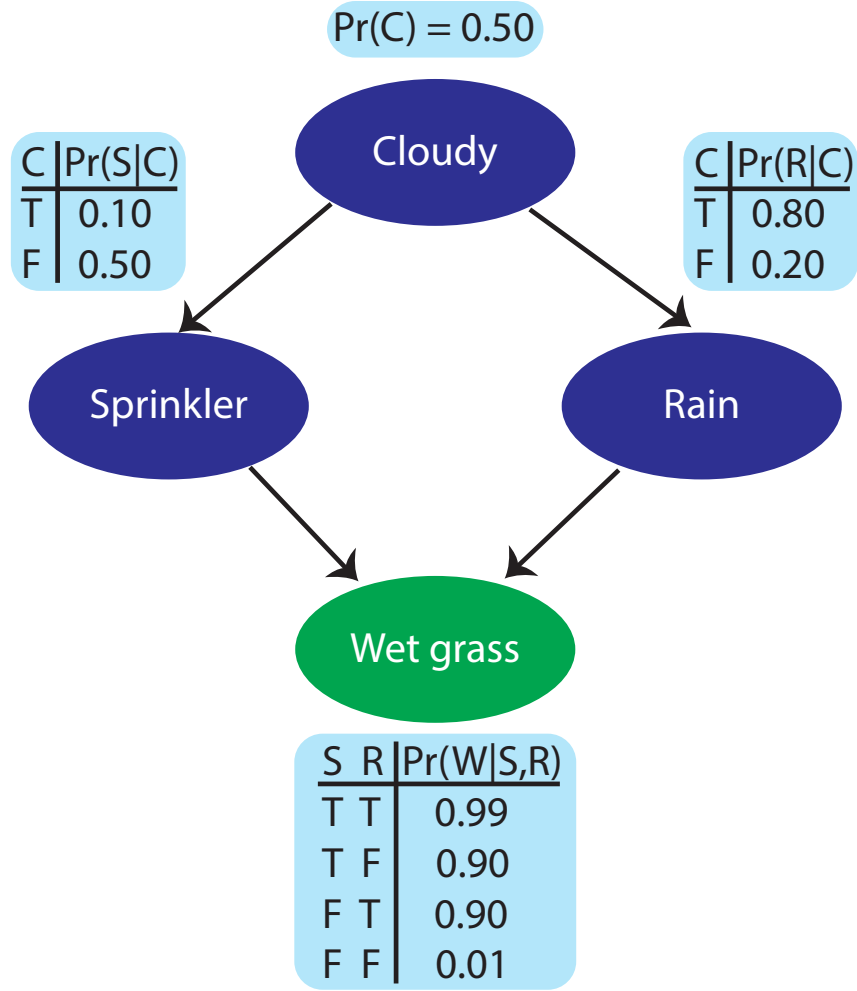 Pr(C) = 0.50
Cloudy
C Pr(S|C)
T 0.10
F 0.50
C Pr(R|C)
T 0.80
F 0.20
Sprinkler
Rain
Wet grass
S R Pr(W|S,R)
T T 0.99
T F 0.90
F T 0.90
F F 0.01